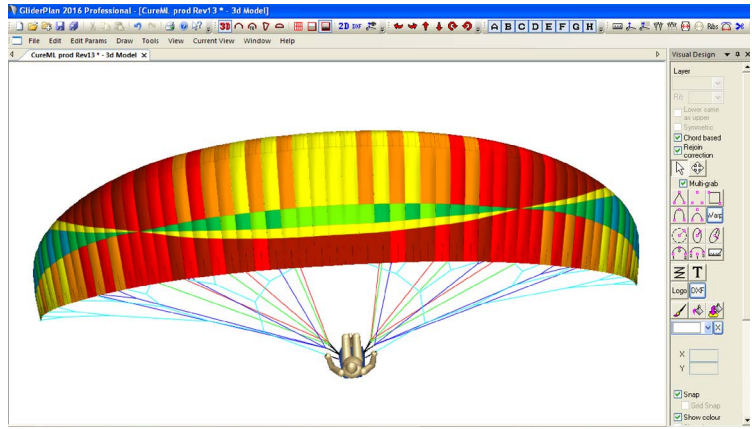 GliderPlan 2016 Professional - [CureML prod Rev13 * - 3d Model]
3D 2D DXF A B C D E F G H Rbs
File Edit Edit Params Draw Tools View Current View Window Help
CureML prod Rev13 * - 3d Model x
Visual Design
Layer
Rib
Lower same
as upper
Symmetric
Chord based
Rejoin
correction
Multi-grab
Warp
T
Logo DXF
X
Y
Snap
Grid Snap
Show colour